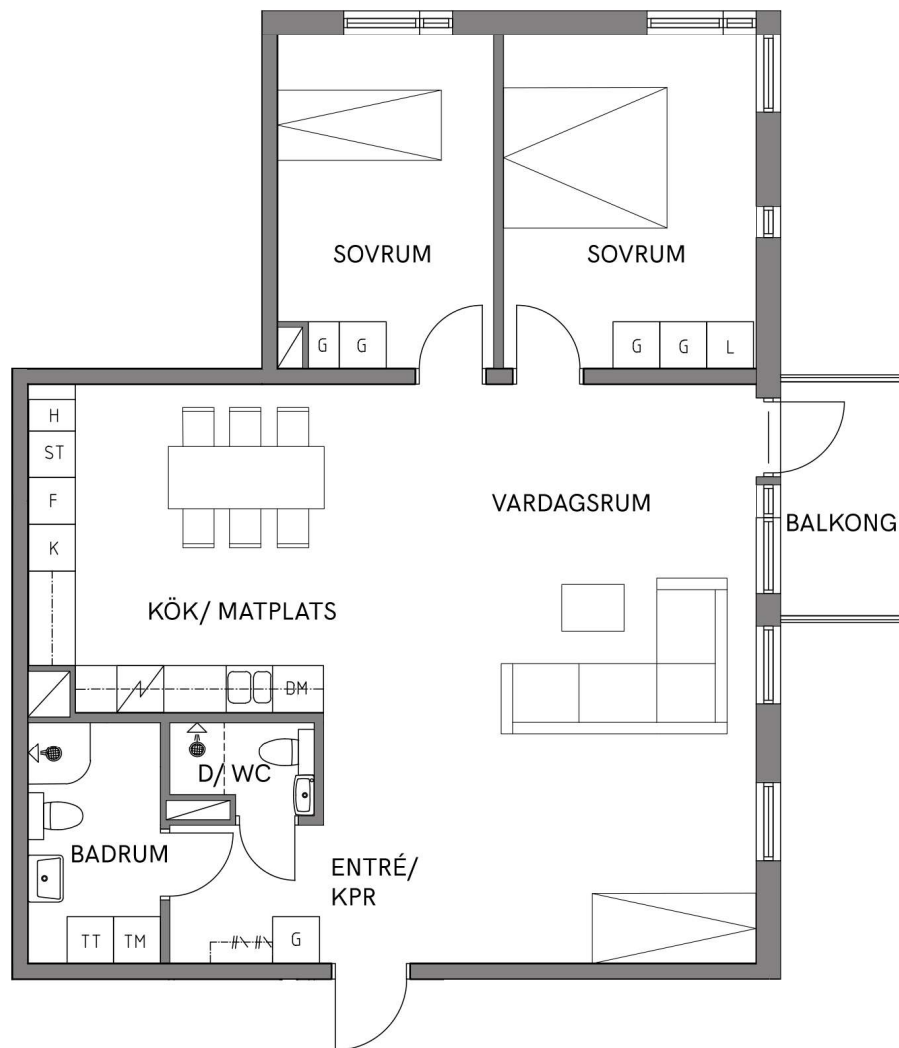 SOVRUM
SOVRUM
G G
G G L
H
ST
F
K
VARDAGSRUM
BALKONG
KÖK/ MATPLATS
DM
D/ WC
BADRUM
ENTRÉ/
KPR
TT TM
G